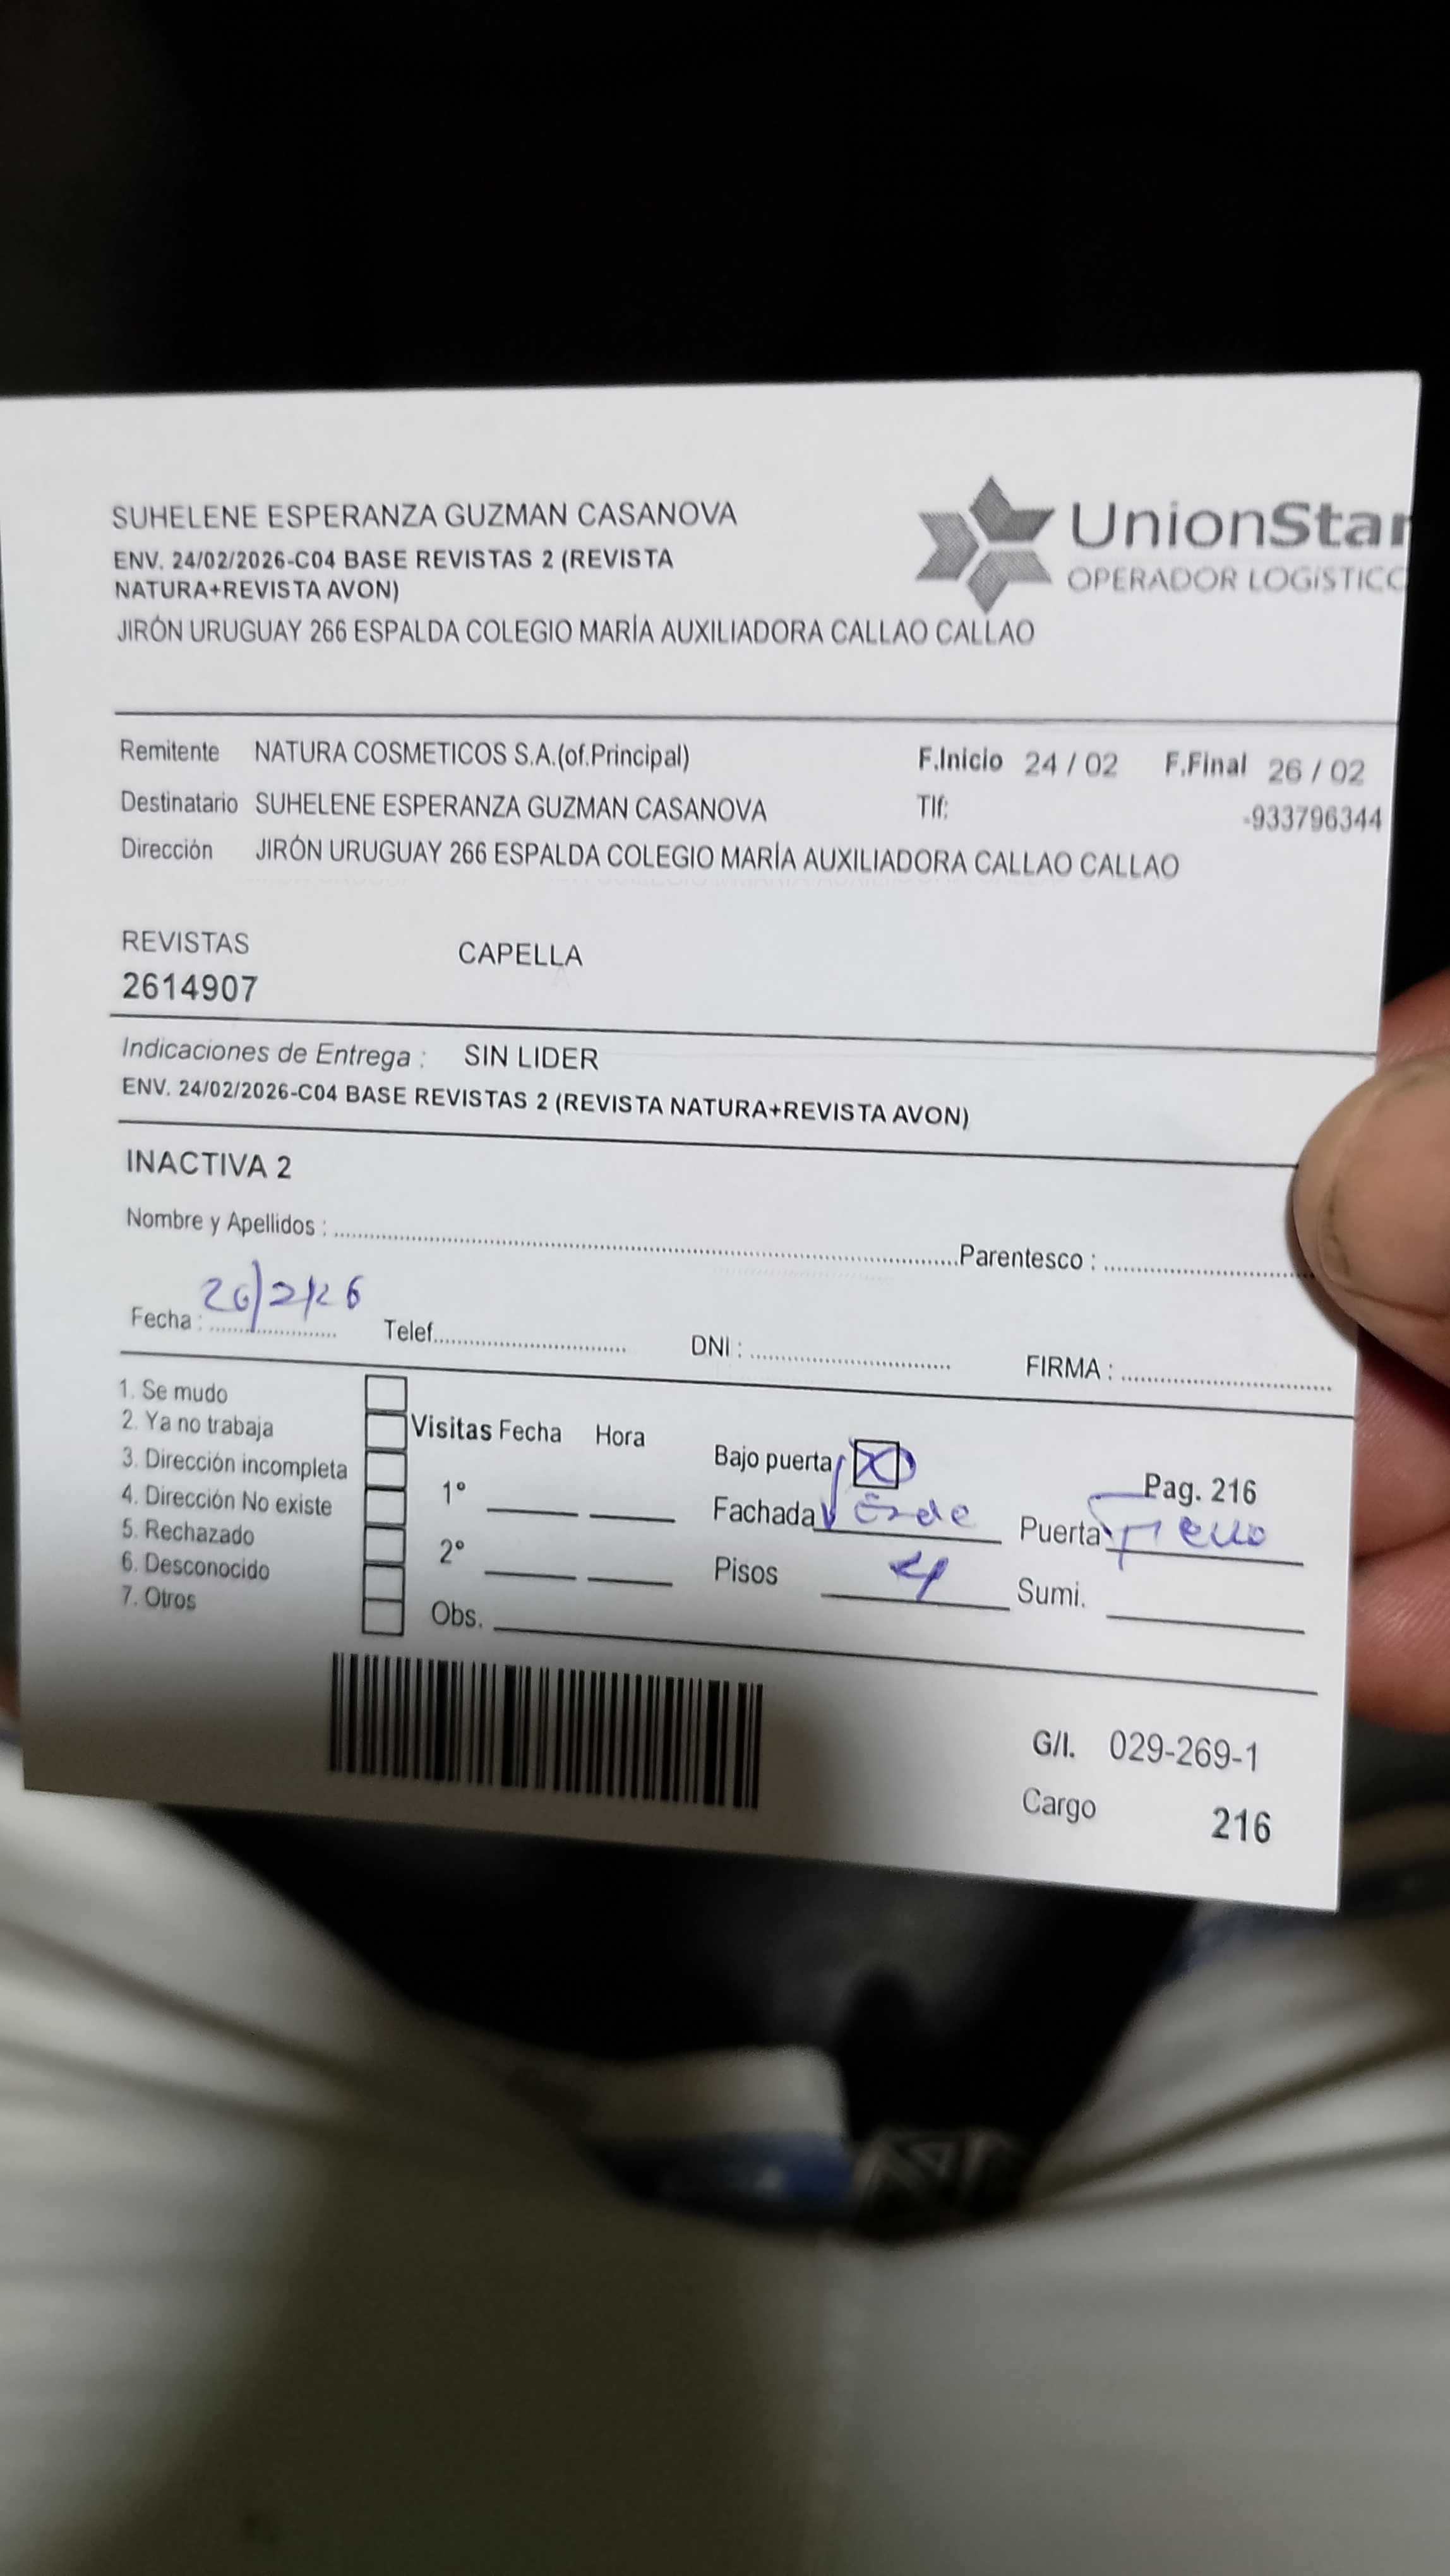 SUHELENE ESPERANZA GUZMAN CASANOVA
ENV. 24/02/2026-C04 BASE REVISTAS 2 (REVISTA
NATURA+REVISTA AVON)
JIRÓN URUGUAY 266 ESPALDA COLEGIO MARÍA AUXILIADORA CALLAO CALLAO
UnionStar
OPERADOR LOGíSTICO
Remitente NATURA COSMETICOS S.A.(of.Principal) F.Inicio 24 / 02 F.Final 26 / 02
Destinatario SUHELENE ESPERANZA GUZMAN CASANOVA Tlf: -933796344
Dirección JIRÓN URUGUAY 266 ESPALDA COLEGIO MARÍA AUXILIADORA CALLAO CALLAO
REVISTAS CAPELLA
2614907
Indicaciones de Entrega : SIN LIDER
ENV. 24/02/2026-C04 BASE REVISTAS 2 (REVISTA NATURA+REVISTA AVON)
INACTIVA 2
Nombre y Apellidos : Parentesco :
Fecha : 26/2/26 Telef. DNI : FIRMA :
1. Se mudo
2. Ya no trabaja
3. Dirección incompleta
4. Dirección No existe
5. Rechazado
6. Desconocido
7. Otros
Visitas Fecha Hora
1°
2°
Obs.
Bajo puerta X
Fachada Verde
Pisos 4
Pag. 216
Puerta
Sumi.
G/I. 029-269-1
Cargo 216